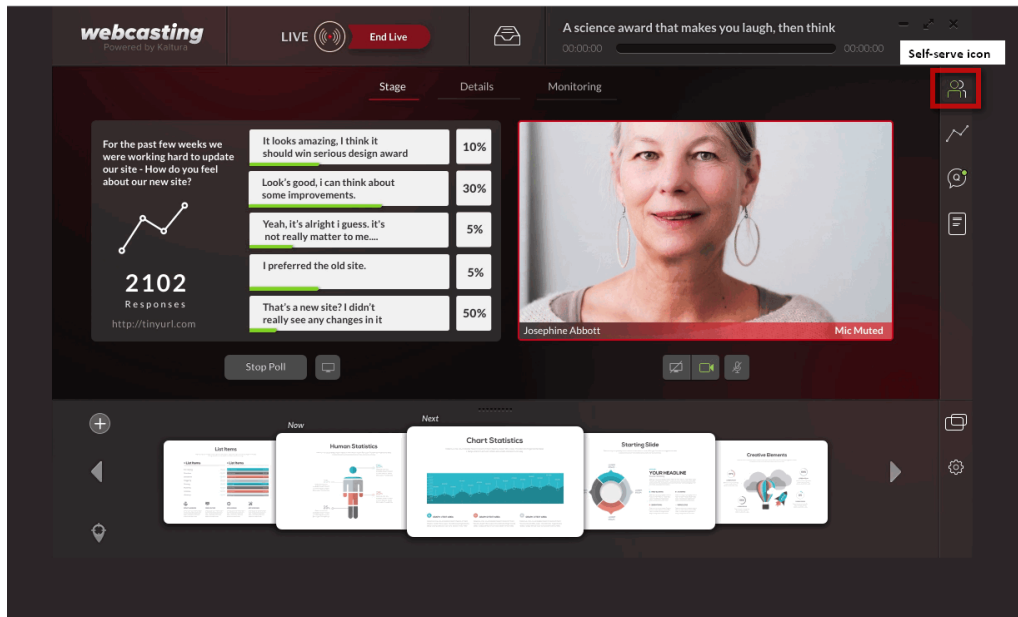 webcasting
Powered by Kaltura
LIVE
End Live
A science award that makes you laugh, then think
00:00:00
00:00:00
Self-serve icon
Stage
Details
Monitoring
For the past few weeks we
were working hard to update
our site - How do you feel
about our new site?
2102
Responses
http://tinyurl.com
It looks amazing, I think it
should win serious design award
10%
Look's good, i can think about
some improvements.
30%
Yeah, it's alright i guess. it's
not really matter to me....
5%
I preferred the old site.
5%
That's a new site? I didn't
really see any changes in it
50%
Josephine Abbott
Mic Muted
Stop Poll
Now
Next
List Items
Human Statistics
Chart Statistics
Starting Slide
YOUR HEADLINE
Creative Elements